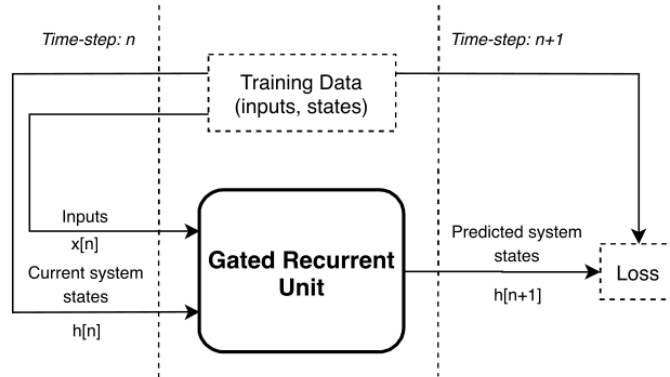 Time-step: n
Time-step: n+1
Training Data
(inputs, states)
Inputs
x[n]
Current system
states
h[n]
Gated Recurrent
Unit
Predicted system
states
h[n+1]
Loss